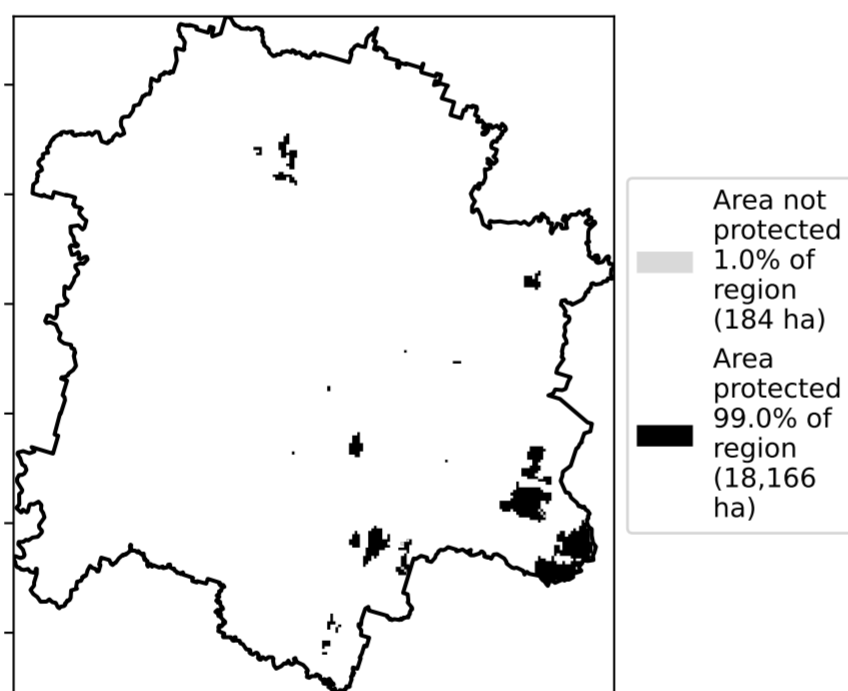 Area not
protected
1.0% of
region
(184 ha)
Area
protected
99.0% of
region
(18,166
ha)